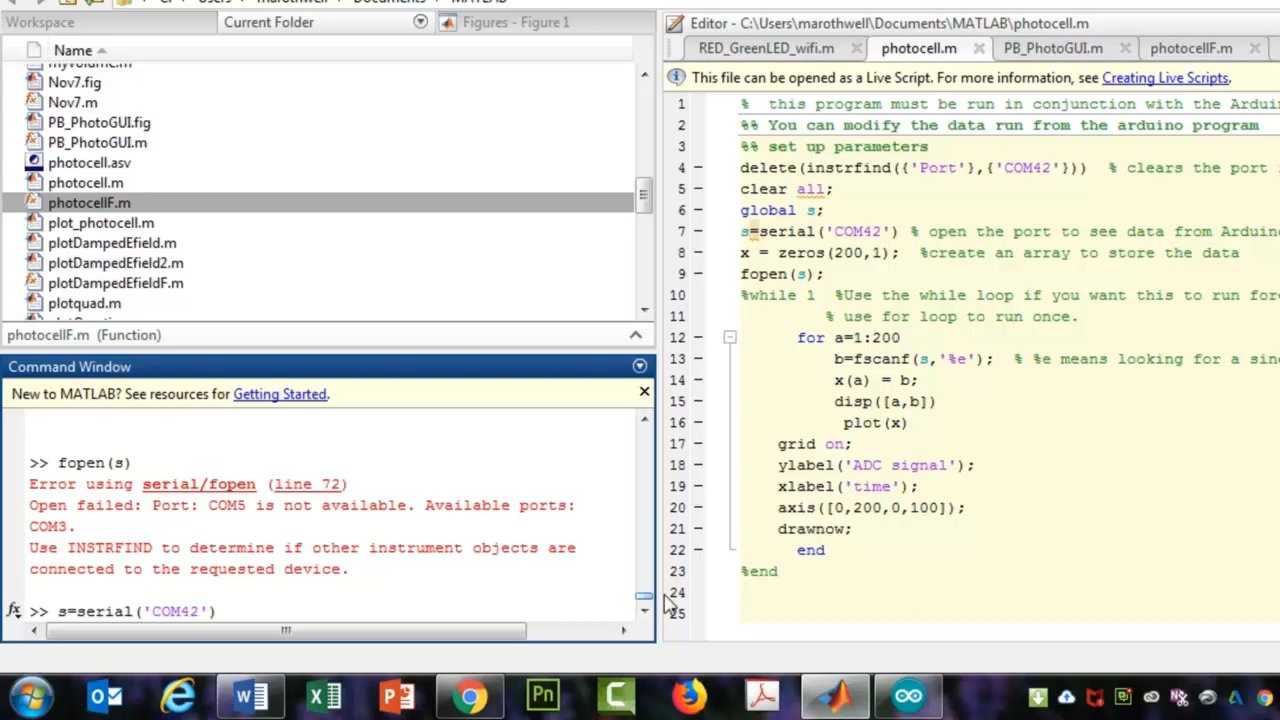 Workspace
Current Folder
Figures - Figure 1
Name
myvolume.m
Nov7.fig
Nov7.m
PB_PhotoGUI.fig
PB_PhotoGUI.m
photocell.asv
photocell.m
photocellF.m
plot_photocell.m
plotDampedEfield.m
plotDampedEfield2.m
plotDampedEfieldF.m
plotquad.m
photocellF.m (Function)
Command Window
New to MATLAB? See resources for Getting Started.
>> fopen(s)
Error using serial/fopen (line 72)
Open failed: Port: COM5 is not available. Available ports:
COM3.
Use INSTRFIND to determine if other instrument objects are
connected to the requested device.
fx >> s=serial('COM42')
Editor - C:\Users\marothwell\Documents\MATLAB\photocell.m
RED_GreenLED_wifi.m
photocell.m
PB_PhotoGUI.m
photocellF.m
This file can be opened as a Live Script. For more information, see Creating Live Scripts.
1 % this program must be run in conjunction with the
2 %% You can modify the data run from the arduino program
3 %% set up parameters
4 delete(instrfind({'Port'},{'COM42'})) % clears the port
5 clear all;
6 global s;
7 s=serial('COM42') % open the port to see data from
8 x = zeros(200,1); %create an array to store the data
9 fopen(s);
10 %while 1 %Use the while loop if you want this to run
11 % use for loop to run once.
12 for a=1:200
13 b=fscanf(s,'%e'); % %e means looking for a
14 x(a) = b;
15 disp([a,b])
16 plot(x)
17 grid on;
18 ylabel('ADC signal');
19 xlabel('time');
20 axis([0,200,0,100]);
21 drawnow;
22 end
23 %end
24
25
Pn